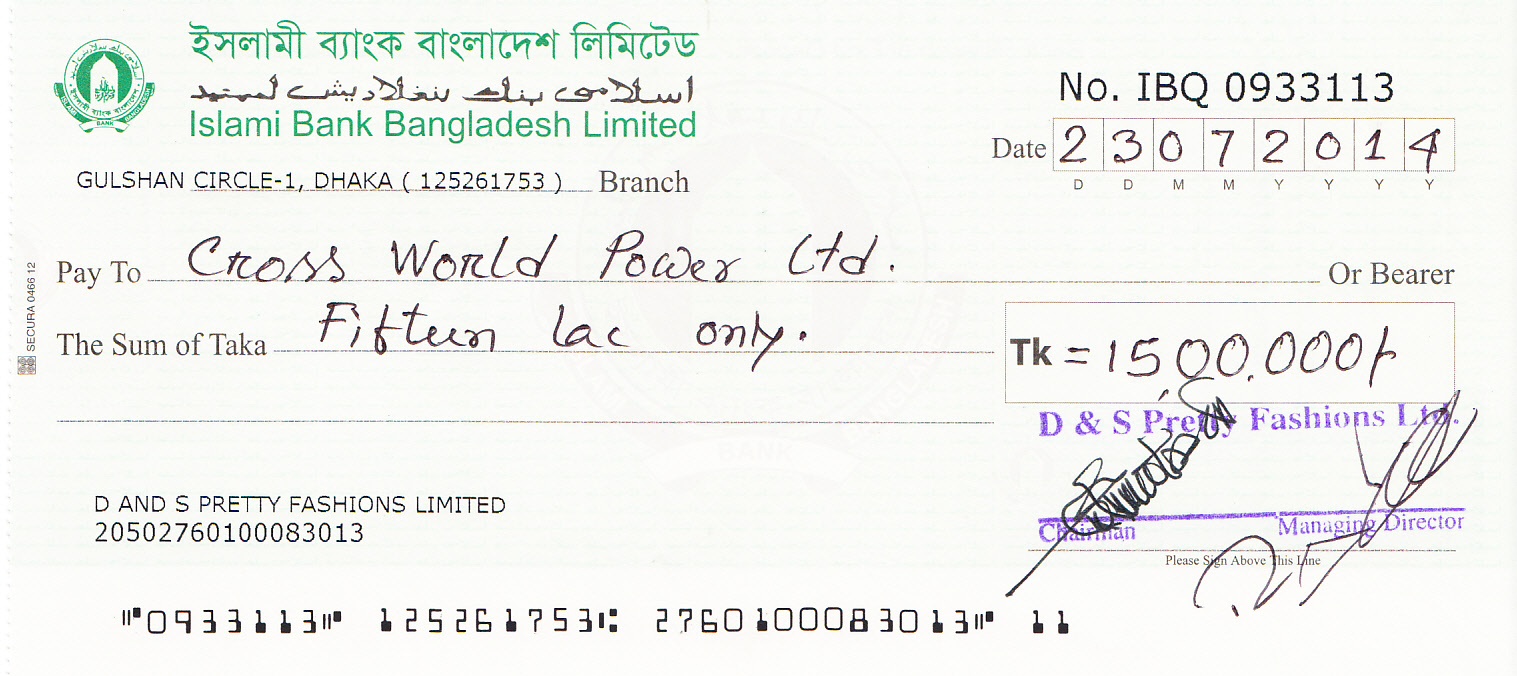 ইসলামী ব্যাংক বাংলাদেশ লিমিটেড
اسلامی بنك بنغلاديش لميتيد
Islami Bank Bangladesh Limited
No. IBQ 0933113
Date 2 3 0 7 2 0 1 4
D D M M Y Y Y Y
GULSHAN CIRCLE-1, DHAKA ( 125261753 ) Branch
Pay To Cross World Power Ltd. Or Bearer
The Sum of Taka Fifteen lac only.
Tk = 15,00,000/-
SECURA 0466 12
D & S Pretty Fashions Ltd.
D AND S PRETTY FASHIONS LIMITED
20502760100083013
Chairman Managing Director
Please Sign Above This Line
⑈0933113⑈ 125261753⑆ 2760100083013⑈ 11